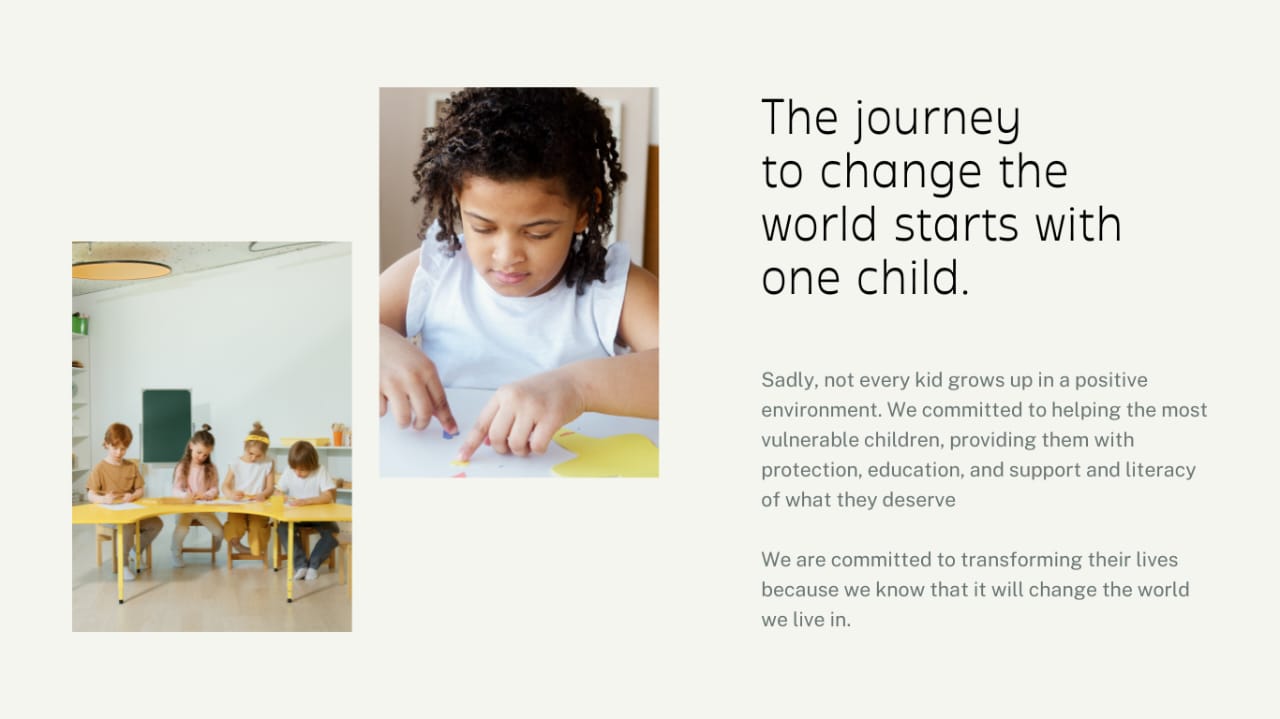 The journey
to change the
world starts with
one child.
Sadly, not every kid grows up in a positive
environment. We committed to helping the most
vulnerable children, providing them with
protection, education, and support and literacy
of what they deserve
We are committed to transforming their lives
because we know that it will change the world
we live in.